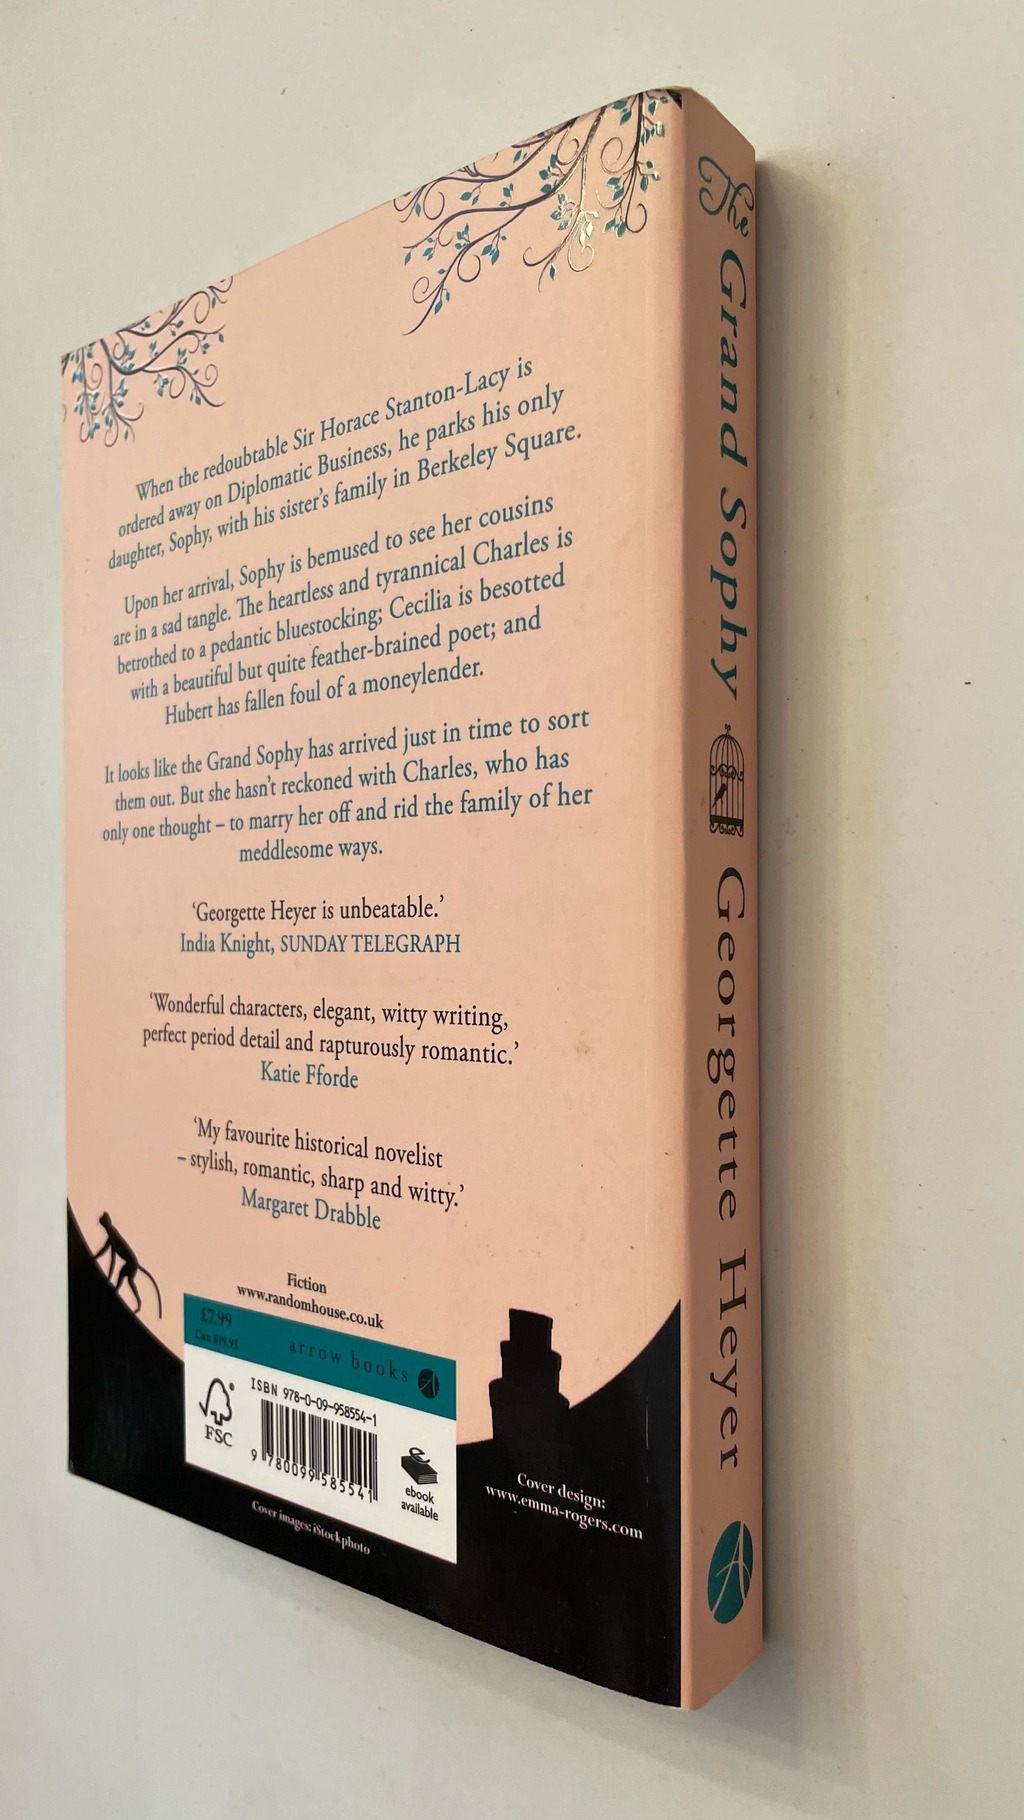 When the redoubtable Sir Horace Stanton-Lacy is
ordered away on Diplomatic Business, he parks his only
daughter, Sophy, with his sister's family in Berkeley Square.
Upon her arrival, Sophy is bemused to see her cousins
are in a sad tangle. The heartless and tyrannical Charles is
betrothed to a pedantic bluestocking; Cecilia is besotted
with a beautiful but quite feather-brained poet; and
Hubert has fallen foul of a moneylender.
It looks like the Grand Sophy has arrived just in time to sort
them out. But she hasn't reckoned with Charles, who has
only one thought – to marry her off and rid the family of her
meddlesome ways.
'Georgette Heyer is unbeatable.'
India Knight, SUNDAY TELEGRAPH
'Wonderful characters, elegant, witty writing,
perfect period detail and rapturously romantic.'
Katie Fforde
'My favourite historical novelist
– stylish, romantic, sharp and witty.'
Margaret Drabble
Fiction
www.randomhouse.co.uk
£7.99
Can $19.95
arrow books
ISBN 978-0-09-958554-1
9 780099 585541
FSC
ebook
available
Cover images: iStockphoto
Cover design:
www.emma-rogers.com
The Grand Sophy Georgette Heyer